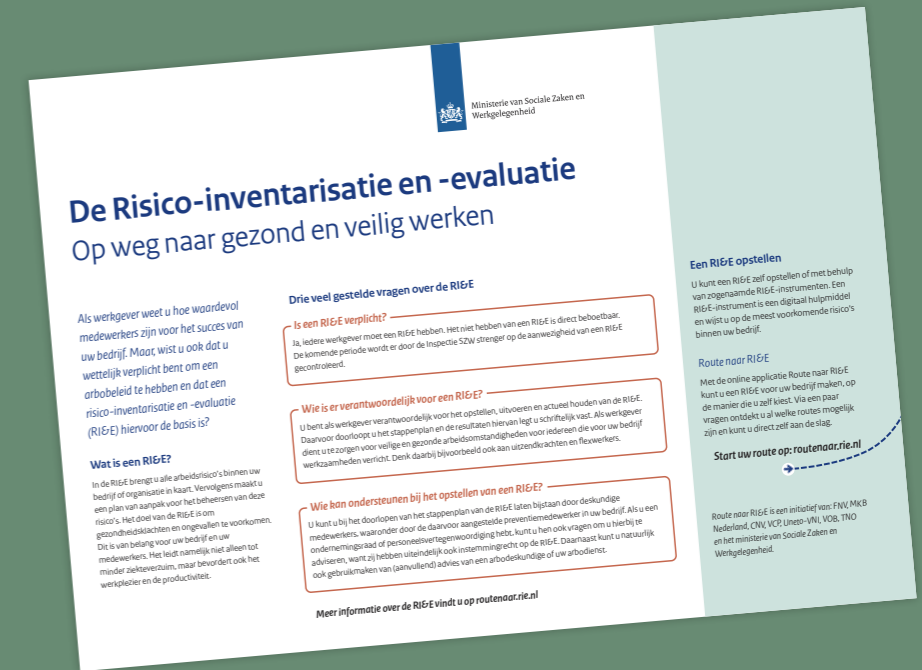 Ministerie van Sociale Zaken en
Werkgelegenheid
De Risico-inventarisatie en -evaluatie
Op weg naar gezond en veilig werken
Als werkgever weet u hoe waardevol
medewerkers zijn voor het succes van
uw bedrijf. Maar, wist u ook dat u
wettelijk verplicht bent om een
arbobeleid te hebben en dat een
risico-inventarisatie en -evaluatie
(RI&E) hiervoor de basis is?
Wat is een RI&E?
In de RI&E brengt u alle arbeidsrisico's binnen uw
bedrijf of organisatie in kaart. Vervolgens maakt u
een plan van aanpak voor het beheersen van deze
risico's. Het doel van de RI&E is om
gezondheidsklachten en ongevallen te voorkomen.
Dit is van belang voor uw bedrijf en uw
medewerkers. Het leidt namelijk niet alleen tot
minder ziekteverzuim, maar bevordert ook het
werkplezier en de productiviteit.
Drie veel gestelde vragen over de RI&E
Is een RI&E verplicht?
Ja, iedere werkgever moet een RI&E hebben. Het niet hebben van een RI&E is direct beboetbaar.
De komende periode wordt er door de Inspectie SZW strenger op de aanwezigheid van een RI&E
gecontroleerd.
Wie is er verantwoordelijk voor een RI&E?
U bent als werkgever verantwoordelijk voor het opstellen, uitvoeren en actueel houden van de RI&E.
Daarvoor doorloopt u het stappenplan en de resultaten hiervan legt u schriftelijk vast. Als werkgever
dient u te zorgen voor veilige en gezonde arbeidsomstandigheden voor iedereen die voor uw bedrijf
werkzaamheden verricht. Denk daarbij bijvoorbeeld ook aan uitzendkrachten en flexwerkers.
Wie kan ondersteunen bij het opstellen van een RI&E?
U kunt u bij het doorlopen van het stappenplan van de RI&E laten bijstaan door deskundige
medewerkers, waaronder de daarvoor aangestelde preventiemedewerker in uw bedrijf. Als u een
ondernemingsraad of personeelsvertegenwoordiging hebt, kunt u hen ook vragen om u hierbij te
adviseren, want zij hebben uiteindelijk ook instemmingrecht op de RI&E. Daarnaast kunt u natuurlijk
ook gebruikmaken van (aanvullend) advies van een arbodeskundige of uw arbodienst.
Meer informatie over de RI&E vindt u op routenaar.rie.nl
Een RI&E opstellen
U kunt een RI&E zelf opstellen of met behulp
van zogenaamde RI&E-instrumenten. Een
RI&E-instrument is een digitaal hulpmiddel
en wijst u op de meest voorkomende risico's
binnen uw bedrijf.
Route naar RI&E
Met de online applicatie Route naar RI&E
kunt u een RI&E voor uw bedrijf maken, op
de manier die u zelf kiest. Via een paar
vragen ontdekt u al welke routes mogelijk
zijn en kunt u direct zelf aan de slag.
Start uw route op: routenaar.rie.nl
Route naar RI&E is een initiatief van: FNV, MKB
Nederland, CNV, VCP, Uneto-VNI, VOB, TNO
en het ministerie van Sociale Zaken en
Werkgelegenheid.